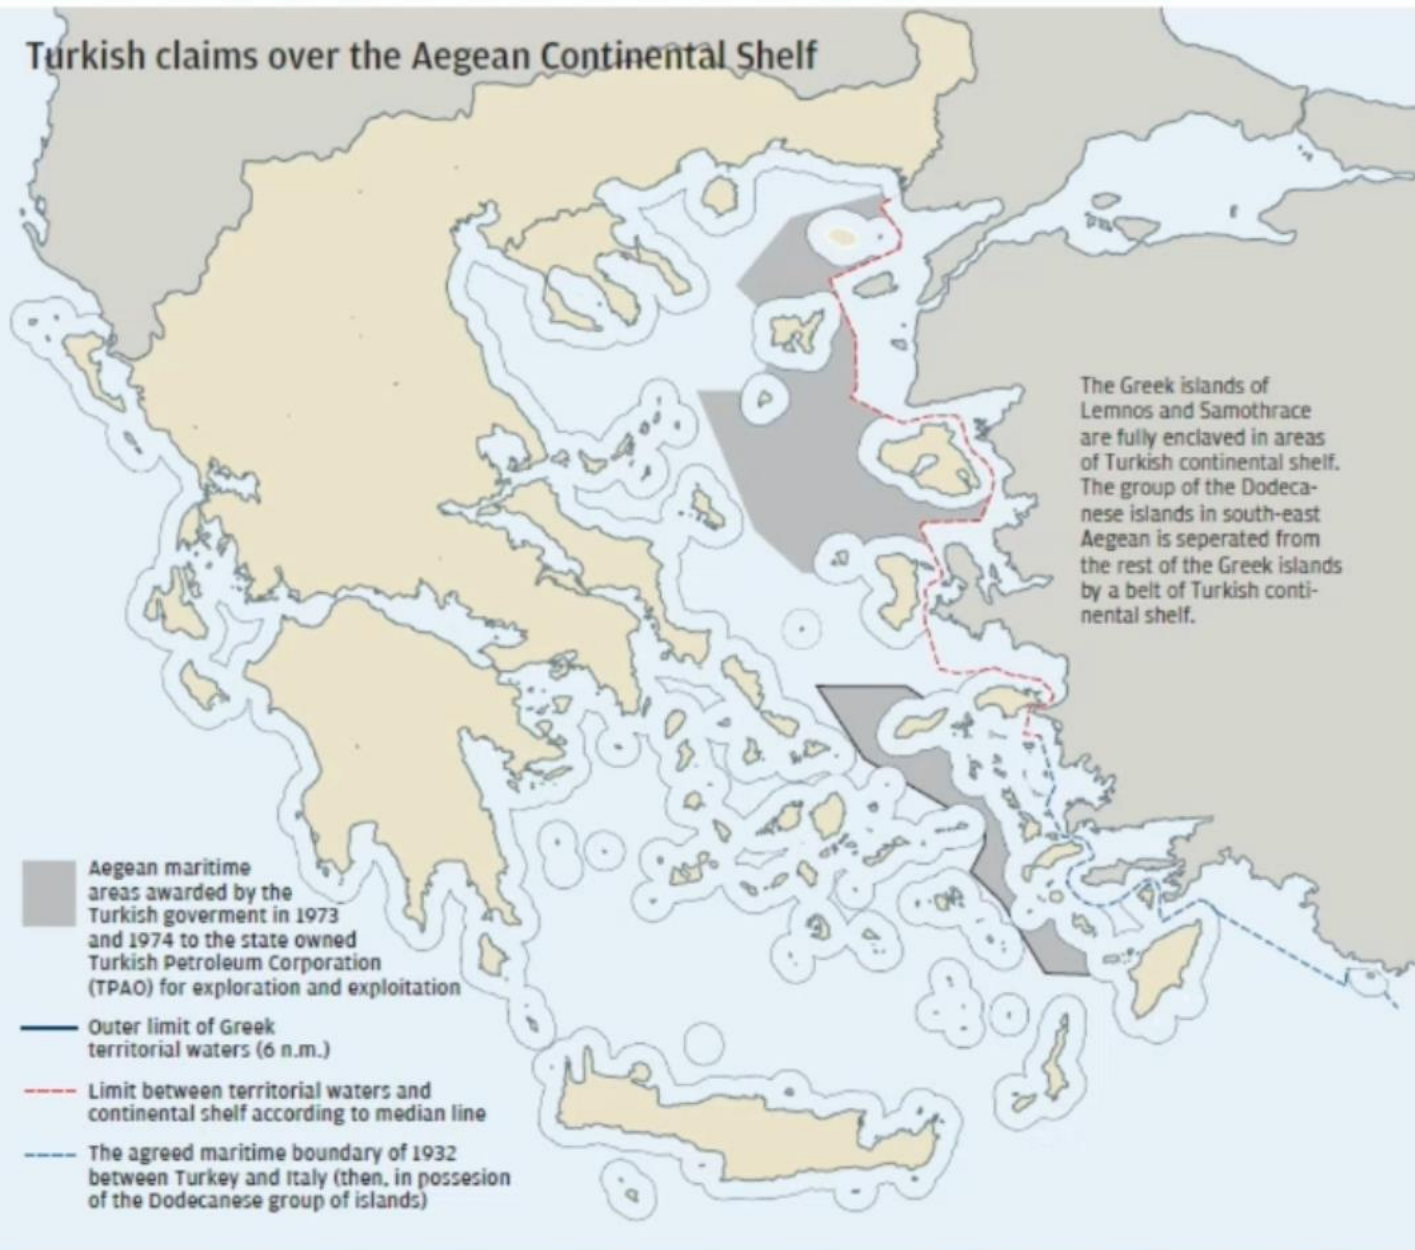 Turkish claims over the Aegean Continental Shelf
The Greek islands of
Lemnos and Samothrace
are fully enclaved in areas
of Turkish continental shelf.
The group of the Dodeca-
nese islands in south-east
Aegean is seperated from
the rest of the Greek islands
by a belt of Turkish conti-
nental shelf.
Aegean maritime
areas awarded by the
Turkish goverment in 1973
and 1974 to the state owned
Turkish Petroleum Corporation
(TPAO) for exploration and exploitation
Outer limit of Greek
territorial waters (6 n.m.)
Limit between territorial waters and
continental shelf according to median line
The agreed maritime boundary of 1932
between Turkey and Italy (then, in possesion
of the Dodecanese group of islands)